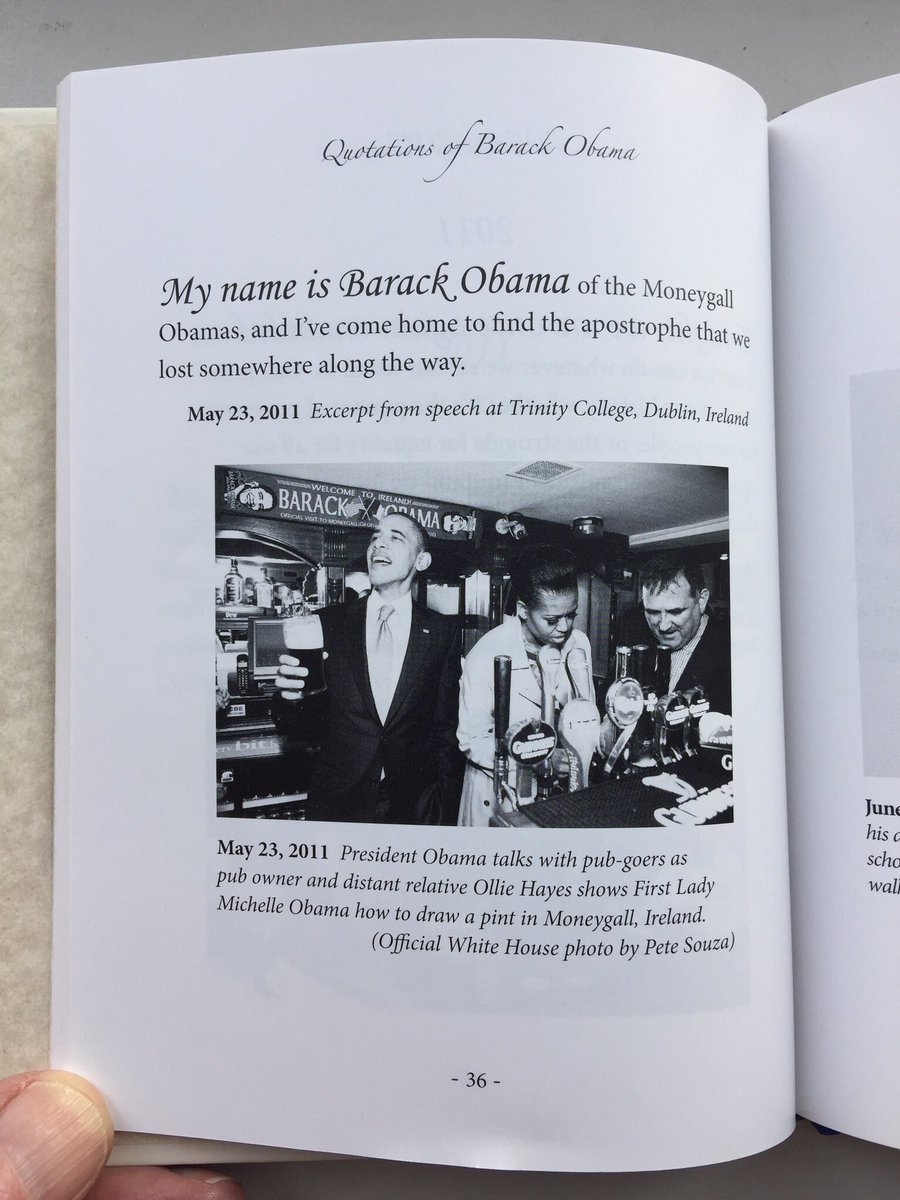 Quotations of Barack Obama
My name is Barack Obama of the Moneygall
Obamas, and I've come home to find the apostrophe that we
lost somewhere along the way.
May 23, 2011 Excerpt from speech at Trinity College, Dublin, Ireland
WELCOME TO IRELAND!
BARACK OBAMA
OFFICIAL VISIT TO MONEYGALL
May 23, 2011 President Obama talks with pub-goers as
pub owner and distant relative Ollie Hayes shows First Lady
Michelle Obama how to draw a pint in Moneygall, Ireland.
(Official White House photo by Pete Souza)
- 36 -
June
his
scho
wall